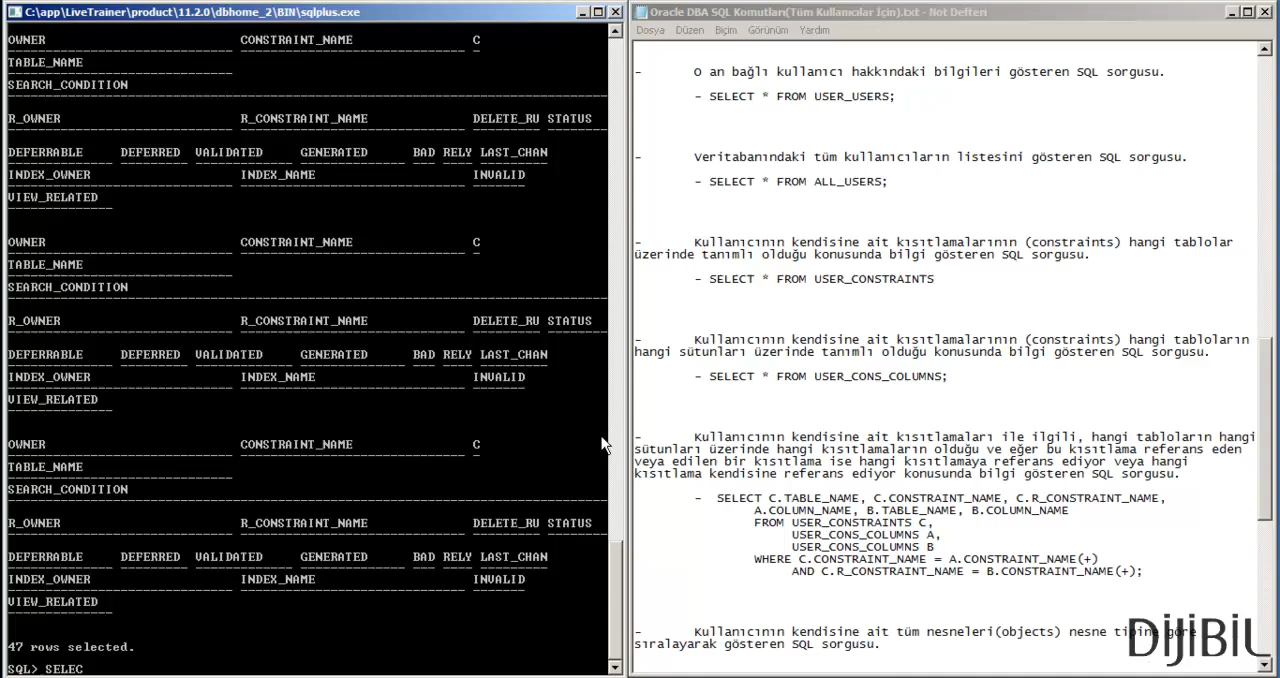 C:\app\LiveTrainer\product\11.2.0\dbhome_2\BIN\sqlplus.exe
OWNER CONSTRAINT_NAME C
TABLE_NAME
SEARCH_CONDITION
R_OWNER R_CONSTRAINT_NAME DELETE_RU STATUS
DEFERRABLE DEFERRED VALIDATED GENERATED BAD RELY LAST_CHAN
INDEX_OWNER INDEX_NAME INVALID
VIEW_RELATED
OWNER CONSTRAINT_NAME C
TABLE_NAME
SEARCH_CONDITION
R_OWNER R_CONSTRAINT_NAME DELETE_RU STATUS
DEFERRABLE DEFERRED VALIDATED GENERATED BAD RELY LAST_CHAN
INDEX_OWNER INDEX_NAME INVALID
VIEW_RELATED
OWNER CONSTRAINT_NAME C
TABLE_NAME
SEARCH_CONDITION
R_OWNER R_CONSTRAINT_NAME DELETE_RU STATUS
DEFERRABLE DEFERRED VALIDATED GENERATED BAD RELY LAST_CHAN
INDEX_OWNER INDEX_NAME INVALID
VIEW_RELATED
47 rows selected.
SQL> SELEC
Oracle DBA SQL Komutları(Tüm Kullanıcılar İçin).txt - Not Defteri
Dosya Düzen Biçim Görünüm Yardım
- O an bağlı kullanıcı hakkındaki bilgileri gösteren SQL sorgusu.
- SELECT * FROM USER_USERS;
- Veritabanındaki tüm kullanıcıların listesini gösteren SQL sorgusu.
- SELECT * FROM ALL_USERS;
- Kullanıcının kendisine ait kısıtlamalarının (constraints) hangi tablolar
üzerinde tanımlı olduğu konusunda bilgi gösteren SQL sorgusu.
- SELECT * FROM USER_CONSTRAINTS
- Kullanıcının kendisine ait kısıtlamalarının (constraints) hangi tabloların
hangi sütunları üzerinde tanımlı olduğu konusunda bilgi gösteren SQL sorgusu.
- SELECT * FROM USER_CONS_COLUMNS;
- Kullanıcının kendisine ait kısıtlamaları ile ilgili, hangi tabloların hangi
sütunları üzerinde hangi kısıtlamaların olduğu ve eğer bu kısıtlama referans eden
veya edilen bir kısıtlama ise hangi kısıtlamaya referans ediyor veya hangi
kısıtlama kendisine referans ediyor konusunda bilgi gösteren SQL sorgusu.
- SELECT C.TABLE_NAME, C.CONSTRAINT_NAME, C.R_CONSTRAINT_NAME,
A.COLUMN_NAME, B.TABLE_NAME, B.COLUMN_NAME
FROM USER_CONSTRAINTS C,
USER_CONS_COLUMNS A,
USER_CONS_COLUMNS B
WHERE C.CONSTRAINT_NAME = A.CONSTRAINT_NAME(+)
AND C.R_CONSTRAINT_NAME = B.CONSTRAINT_NAME(+);
- Kullanıcının kendisine ait tüm nesneleri(objects) nesne tipine göre
sıralayarak gösteren SQL sorgusu.
DİJİBİL